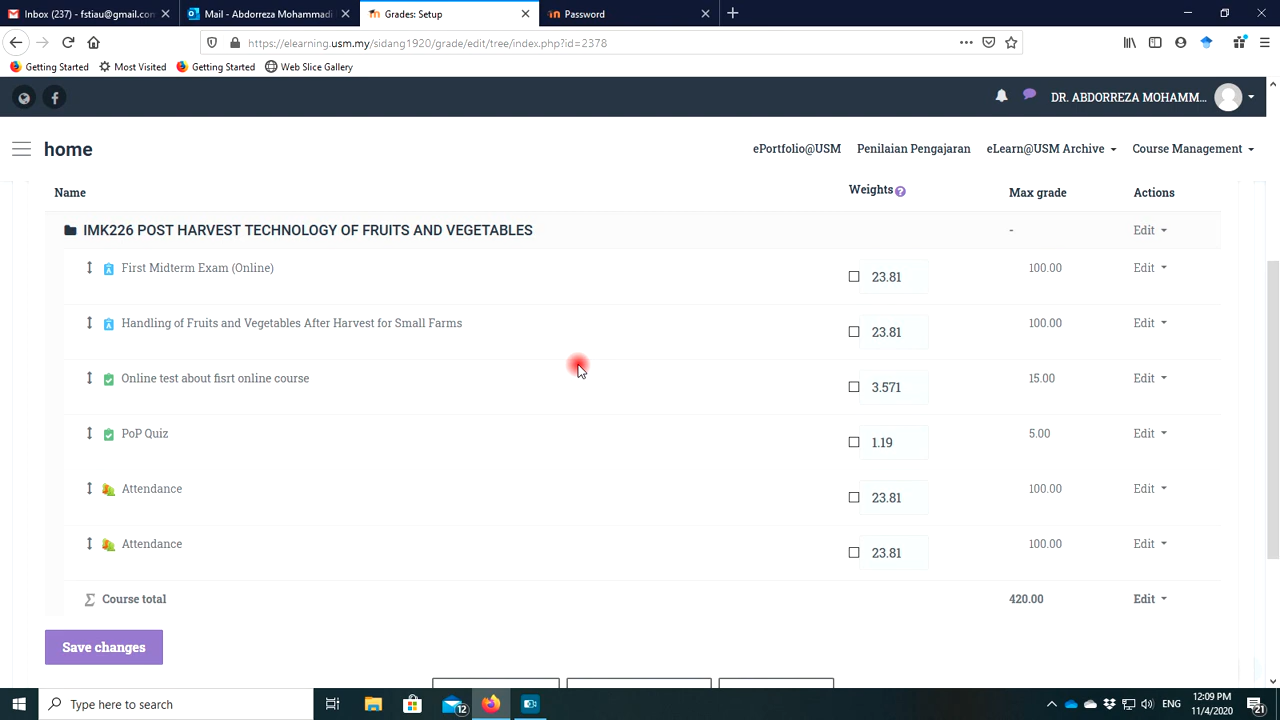 Inbox (237) - fstiau@gmail.con
Mail - Abdorreza Mohammadi
Grades: Setup
Password
https://elearning.usm.my/sidang1920/grade/edit/tree/index.php?id=2378
Getting Started
Most Visited
Getting Started
Web Slice Gallery
DR. ABDORREZA MOHAMM...
home
ePortfolio@USM
Penilaian Pengajaran
eLearn@USM Archive
Course Management
Name
Weights
Max grade
Actions
IMK226 POST HARVEST TECHNOLOGY OF FRUITS AND VEGETABLES
-
Edit
First Midterm Exam (Online)
23.81
100.00
Edit
Handling of Fruits and Vegetables After Harvest for Small Farms
23.81
100.00
Edit
Online test about fisrt online course
3.571
15.00
Edit
PoP Quiz
1.19
5.00
Edit
Attendance
23.81
100.00
Edit
Attendance
23.81
100.00
Edit
Course total
420.00
Edit
Save changes
Type here to search
12
ENG
12:09 PM
11/4/2020
21